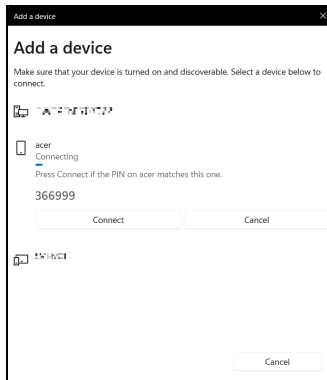 Add a device
Add a device
Make sure that your device is turned on and discoverable. Select a device below to
connect.
acer
Connecting
Press Connect if the PIN on acer matches this one.
366999
Connect Cancel
Cancel